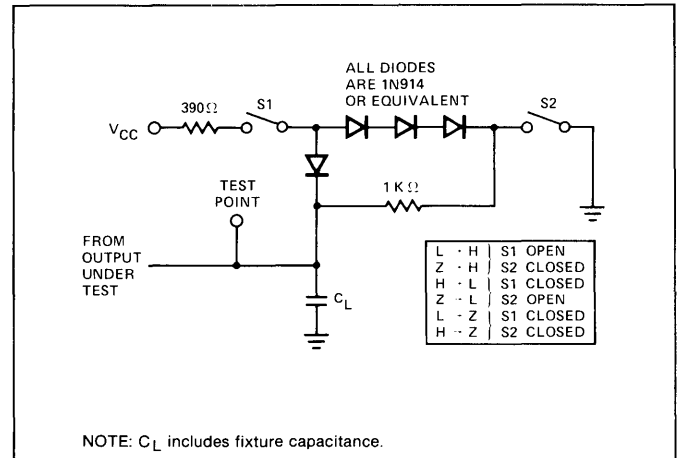 ALL DIODES
ARE 1N914
OR EQUIVALENT
390Ω
S1
S2
VCC
1 KΩ
TEST
POINT
FROM
OUTPUT
UNDER
TEST
CL
L - H | S1 OPEN
Z - H | S2 CLOSED
H - L | S1 CLOSED
Z - L | S2 OPEN
L - Z | S1 CLOSED
H - Z | S2 CLOSED
NOTE: CL includes fixture capacitance.